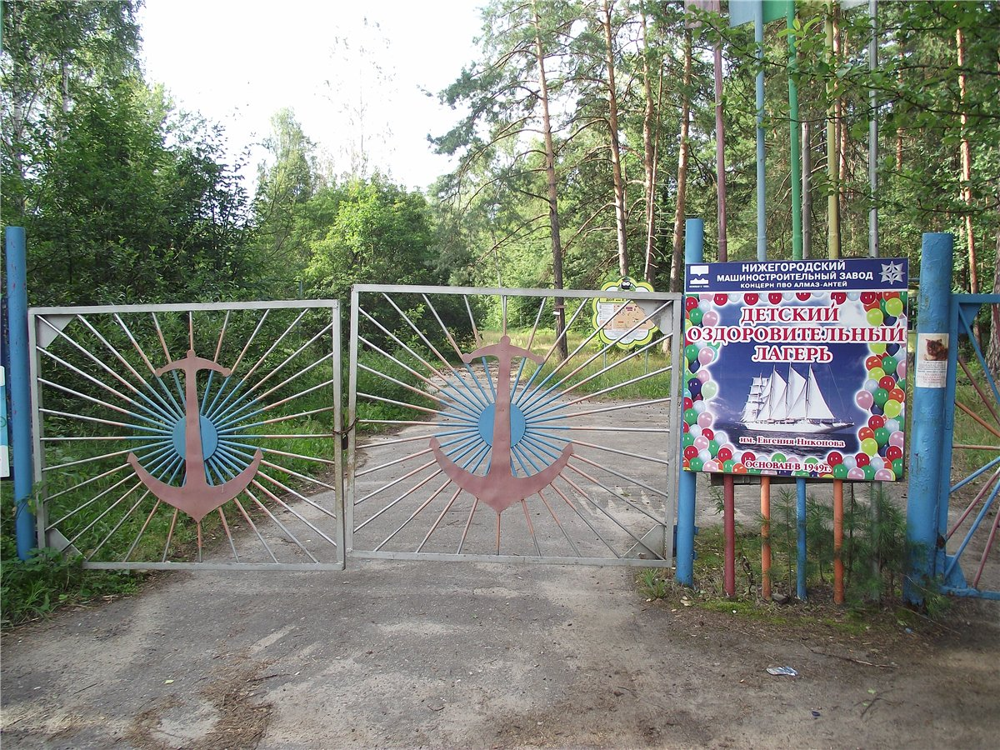 НИЖЕГОРОДСКИЙ
МАШИНОСТРОИТЕЛЬНЫЙ ЗАВОД
КОНЦЕРН ПВО АЛМАЗ-АНТЕЙ
ДЕТСКИЙ
ОЗДОРОВИТЕЛЬНЫЙ
ЛАГЕРЬ
им. Евгения Никонова
ОСНОВАН В 1949г.